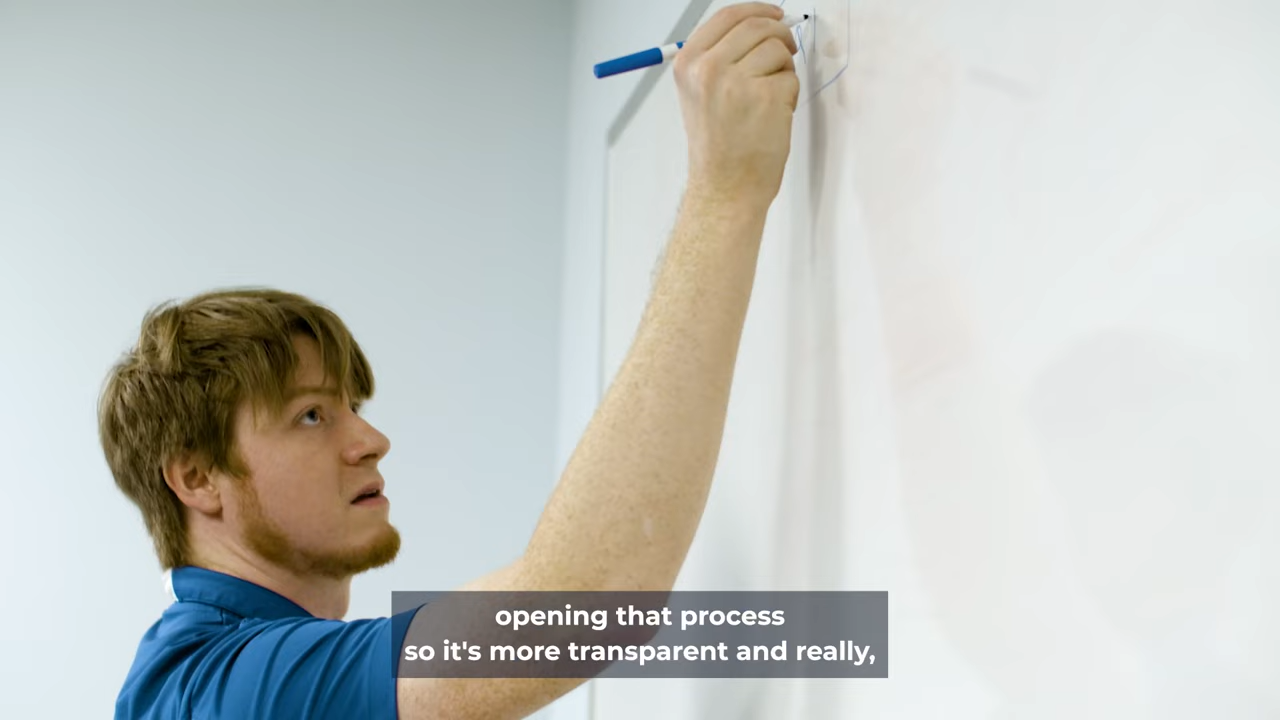 opening that process
so it's more transparent and really,